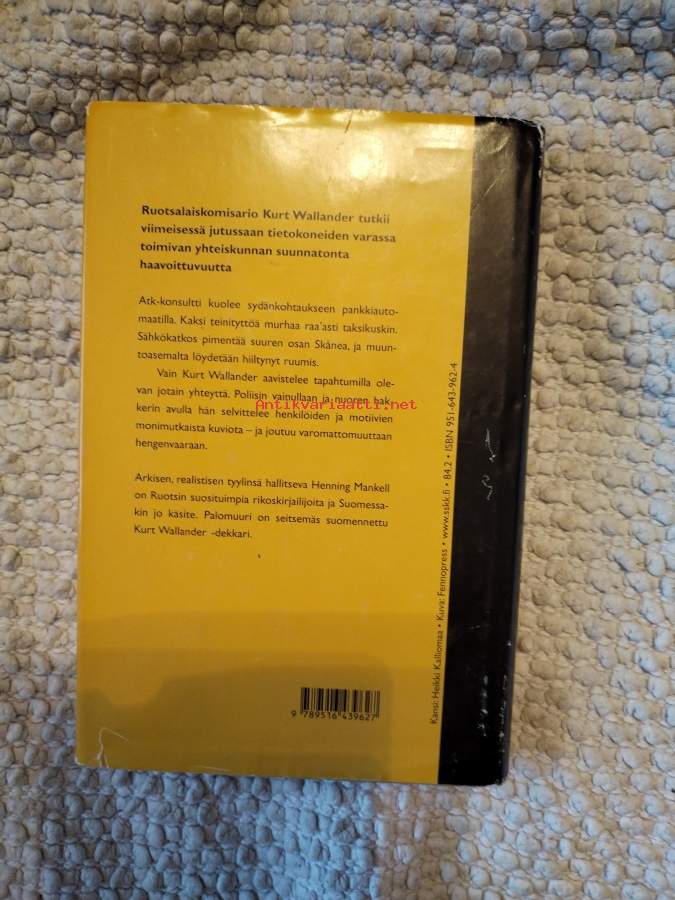 Ruotsalaiskomisario Kurt Wallander tutkii
viimeisessä jutussaan tietokoneiden varassa
toimivan yhteiskunnan suunnatonta
haavoittuvuutta
Atk-konsultti kuolee sydänkohtaukseen pankkiauto-
maatilla. Kaksi teinityttöä murhaa raa'asti taksikuskin.
Sähkökatkos pimentää suuren osan Skånea, ja muun-
toasemalta löydetään hiiltynyt ruumis.
Vain Kurt Wallander aavistelee tapahtumilla ole-
van jotain yhteyttä. Poliisin vainullaan ja nuoren hak-
Antikvariaatti.net
kerin avulla hän selvittelee henkilöiden ja motiivien
monimutkaista kuviota – ja joutuu varomattomuuttaan
hengenvaaraan.
Arkisen, realistisen tyylinsä hallitseva Henning Mankell
on Ruotsin suosituimpia rikoskirjailijoita ja Suomessa-
kin jo käsite. Palomuuri on seitsemäs suomennettu
Kurt Wallander -dekkari.
Kansi: Heikki Kalliomaa • Kuva: Fennopress • www.sskk.fi • 84.2 • ISBN 951-643-962-4
9 789516 439627